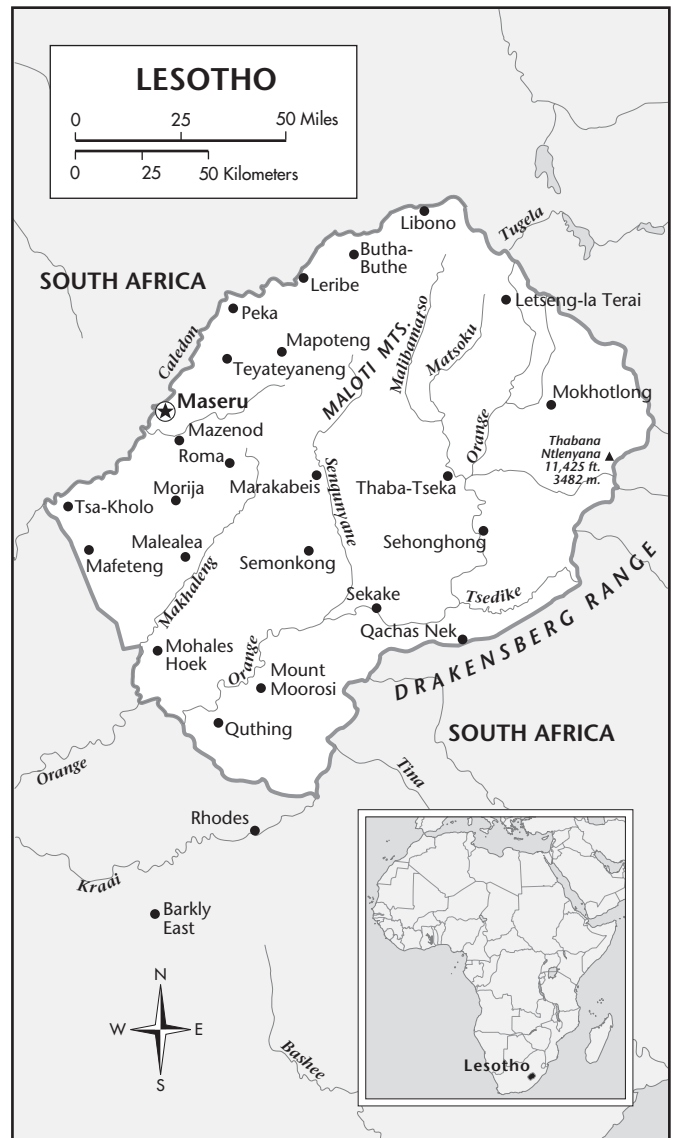 LESOTHO
0 25 50 Miles
0 25 50 Kilometers
Libono
Tugela
Butha-
Buthe
SOUTH AFRICA
Leribe
Letseng-la Terai
Peka
Malibamatso
MALOTI MTS.
Matsoku
Mapoteng
Caledon
Teyateyaneng
Maseru
Mokhotlong
Orange
Mazenod
Thabana
Ntlenyana
11,425 ft.
3482 m.
Roma
Marakabeis
Senqunyane
Thaba-Tseka
Morija
Tsa-Kholo
Malealea
Sehonghong
Mafeteng
Semonkong
Makhaleng
Sekake
Tsedike
Qachas Nek
DRAKENSBERG RANGE
Mohales
Hoek
Orange
Mount
Moorosi
Quthing
SOUTH AFRICA
Orange
Tina
Rhodes
Kraai
Barkly
East
N
W E
S
Bashee
Lesotho